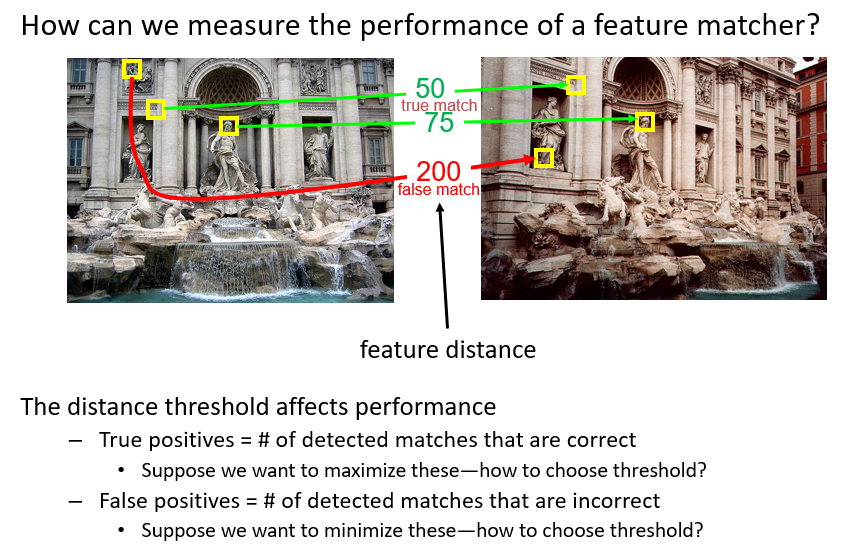 How can we measure the performance of a feature matcher?
50
true match
75
200
false match
feature distance
The distance threshold affects performance
– True positives = # of detected matches that are correct
• Suppose we want to maximize these—how to choose threshold?
– False positives = # of detected matches that are incorrect
• Suppose we want to minimize these—how to choose threshold?